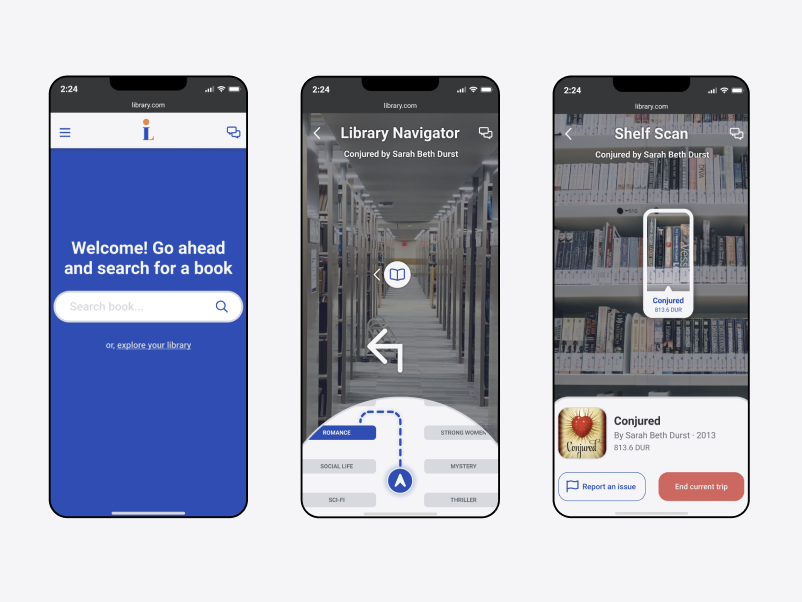 2:24
library.com
iL
Welcome! Go ahead
and search for a book
Search book...
or, explore your library
2:24
library.com
Library Navigator
Conjured by Sarah Beth Durst
ROMANCE
STRONG WOMEN
SOCIAL LIFE
MYSTERY
SCI-FI
THRILLER
2:24
library.com
Shelf Scan
Conjured by Sarah Beth Durst
Conjured
813.6 DUR
Conjured
Conjured
By Sarah Beth Durst · 2013
813.6 DUR
Report an issue
End current trip